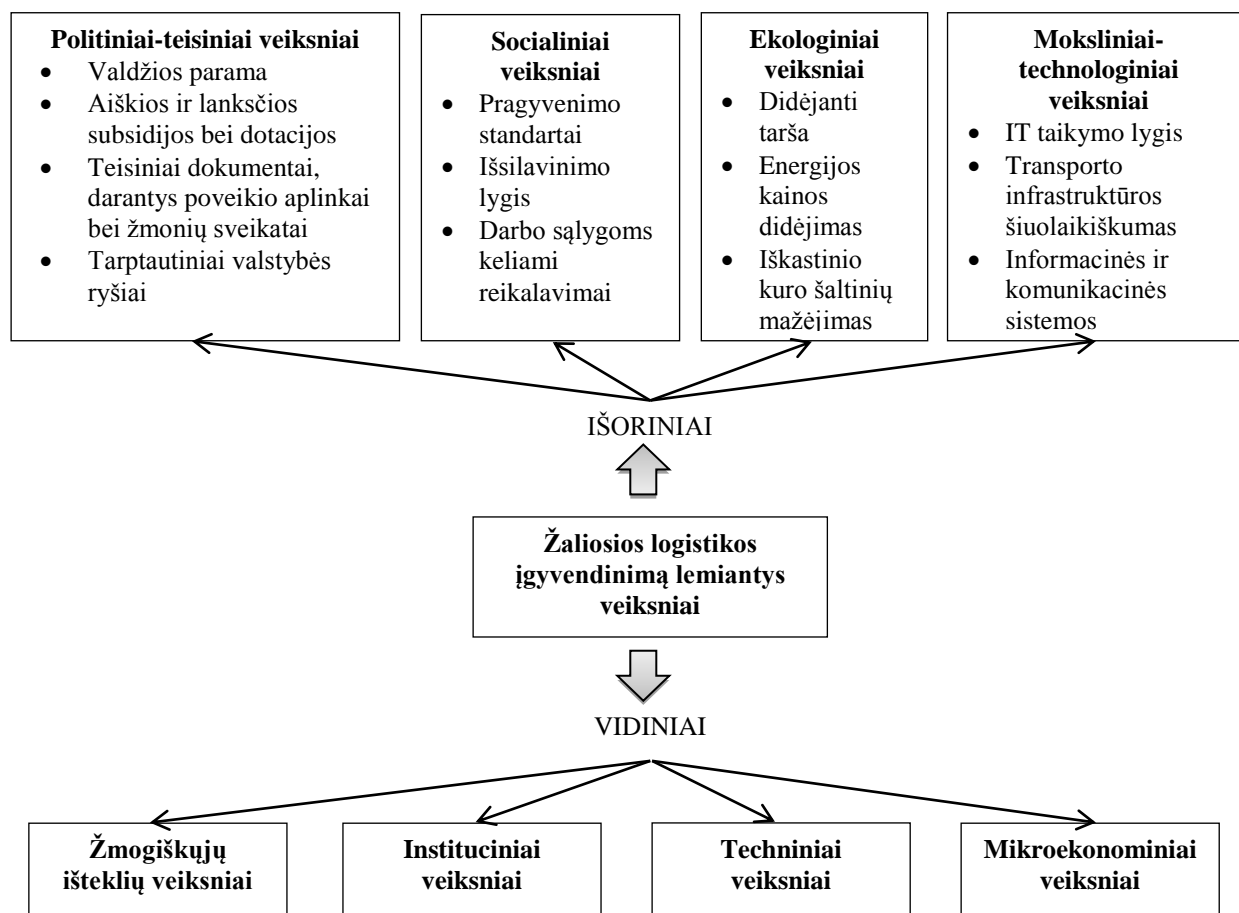 Politiniai-teisiniai veiksniai
• Valdžios parama
• Aiškios ir lanksčios
subsidijos bei dotacijos
• Teisiniai dokumentai,
darantys poveikio aplinkai
bei žmonių sveikatai
• Tarptautiniai valstybės
ryšiai
Socialiniai
veiksniai
• Pragyvenimo
standartai
• Išsilavinimo
lygis
• Darbo sąlygoms
keliami
reikalavimai
Ekologiniai
veiksniai
• Didėjanti
tarša
• Energijos
kainos
didėjimas
• Iškastinio
kuro šaltinių
mažėjimas
Moksliniai-
technologiniai
veiksniai
• IT taikymo lygis
• Transporto
infrastruktūros
šiuolaikiškumas
• Informacinės ir
komunikacinės
sistemos
IŠORINIAI
Žaliosios logistikos
įgyvendinimą lemiantys
veiksniai
VIDINIAI
Žmogiškųjų
išteklių veiksniai
Instituciniai
veiksniai
Techniniai
veiksniai
Mikroekonominiai
veiksniai